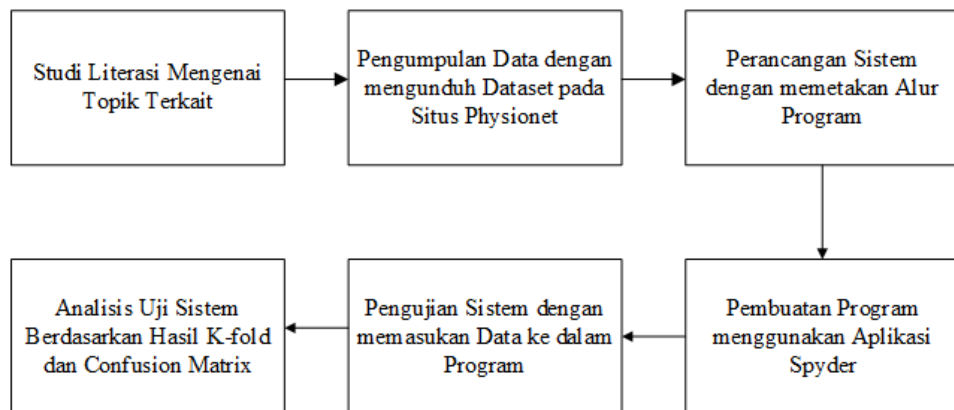 Studi Literasi Mengenai
Topik Terkait
Pengumpulan Data dengan
mengunduh Dataset pada
Situs Physionet
Perancangan Sistem
dengan memetakan Alur
Program
Pembuatan Program
menggunakan Aplikasi
Spyder
Pengujian Sistem dengan
memasukan Data ke dalam
Program
Analisis Uji Sistem
Berdasarkan Hasil K-fold
dan Confusion Matrix